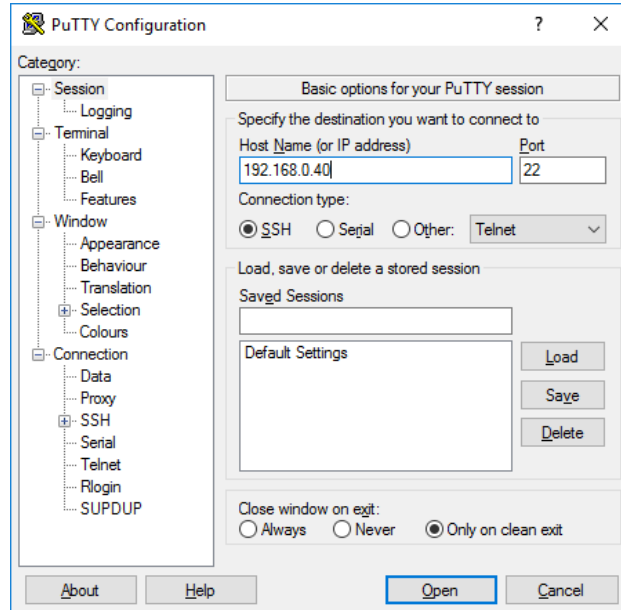 PuTTY Configuration
?
Category:
Session
Logging
Terminal
Keyboard
Bell
Features
Window
Appearance
Behaviour
Translation
Selection
Colours
Connection
Data
Proxy
SSH
Serial
Telnet
Rlogin
SUPDUP
Basic options for your PuTTY session
Specify the destination you want to connect to
Host Name (or IP address) Port
192.168.0.40 22
Connection type:
SSH Serial Other: Telnet
Load, save or delete a stored session
Saved Sessions
Default Settings
Load
Save
Delete
Close window on exit:
Always Never Only on clean exit
About Help Open Cancel